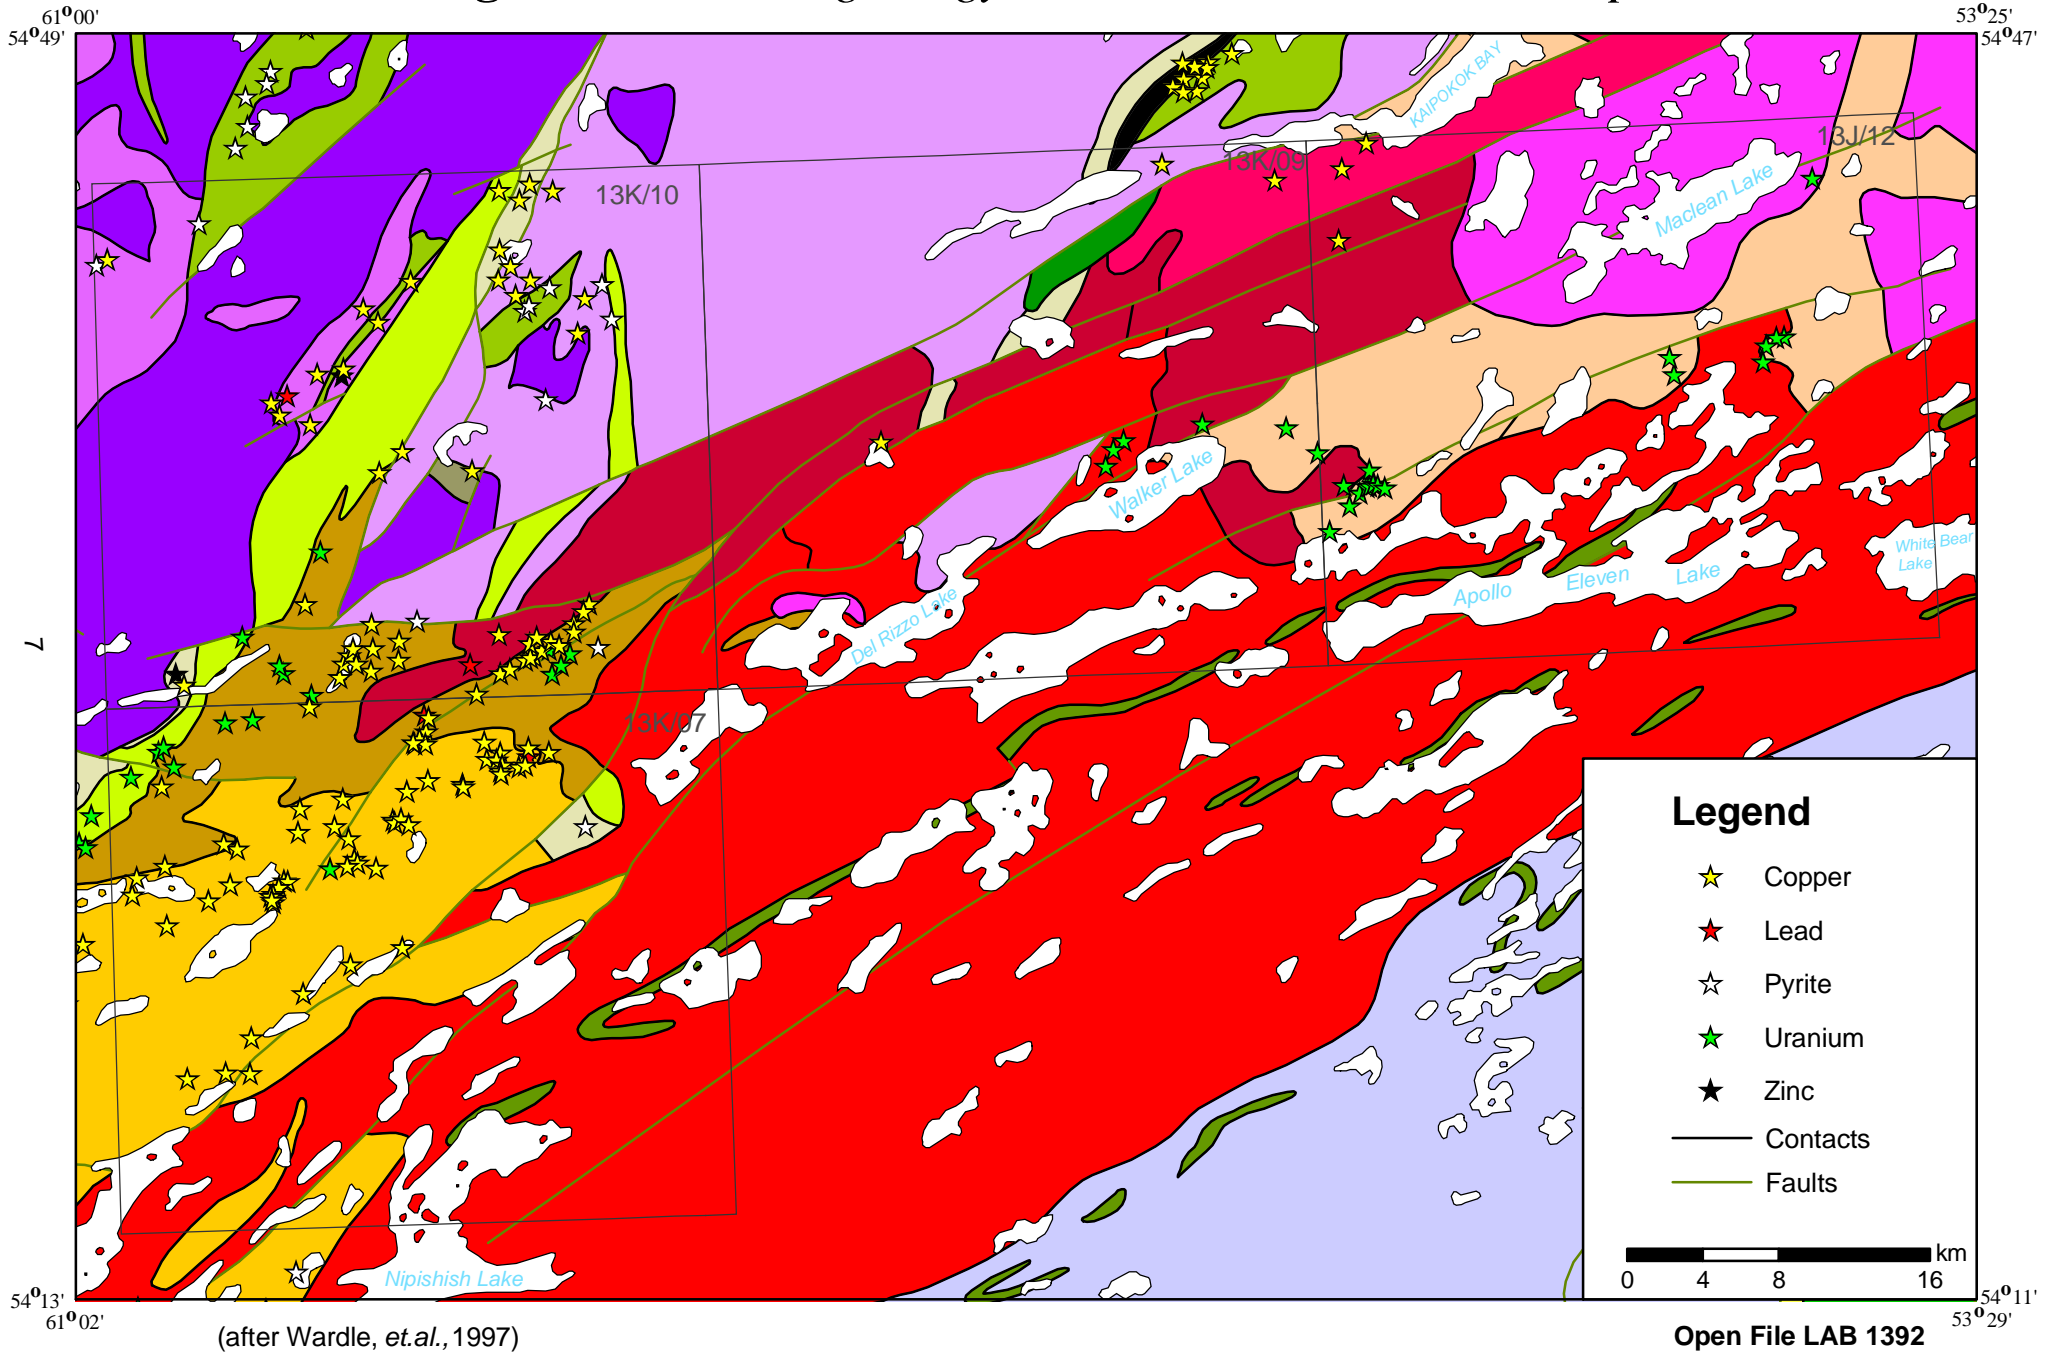 61°00'
53°25'
54°49'
54°47'
KAIPOKOK BAY
13J/12
13K/09
13K/10
Maclean Lake
Walker Lake
White Bear
Lake
Apollo Eleven Lake
Del Rizzo Lake
7
13K/07
Legend
Copper
Lead
Pyrite
Uranium
Zinc
Contacts
Faults
km
0 4 8 16
Nipishish Lake
54°13'
54°11'
61°02'
53°29'
(after Wardle, et.al., 1997)
Open File LAB 1392